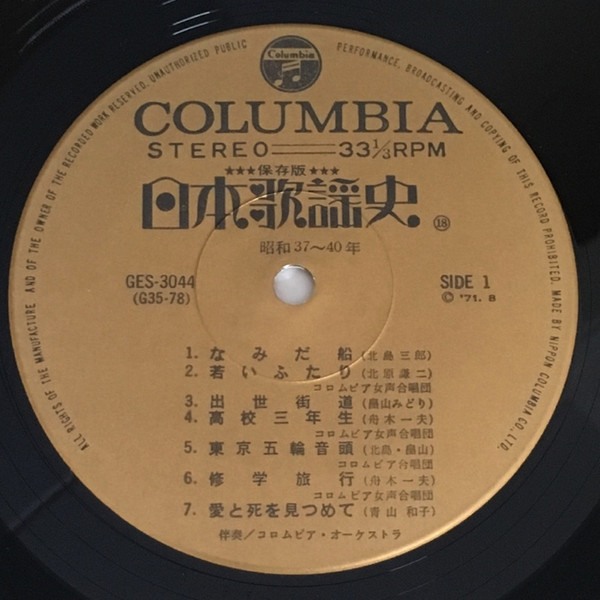 ALL RIGHTS OF THE MANUFACTURE AND OF THE OWNER OF THE RECORDED WORK RESERVED. UNAUTHORIZED PUBLIC PERFORMANCE, BROADCASTING AND COPYING OF THIS RECORD PROHIBITED. MADE BY NIPPON COLUMBIA CO., LTD.
Columbia
COLUMBIA
STEREO 33⅓RPM
★★★保存版★★★
日本歌謡史 ⑱
昭和37〜40年
GES-3044 SIDE 1
(G35-78) © '71. 8
1. なみだ船 (北島三郎)
2. 若いふたり (北原謙二)
コロムビア女声合唱団
3. 出世街道 (畠山みどり)
4. 高校三年生 (舟木一夫)
コロムビア女声合唱団
5. 東京五輪音頭 (北島・畠山)
コロムビア合唱団
6. 修学旅行 (舟木一夫)
コロムビア女声合唱団
7. 愛と死を見つめて (青山和子)
伴奏/コロムビア・オーケストラ